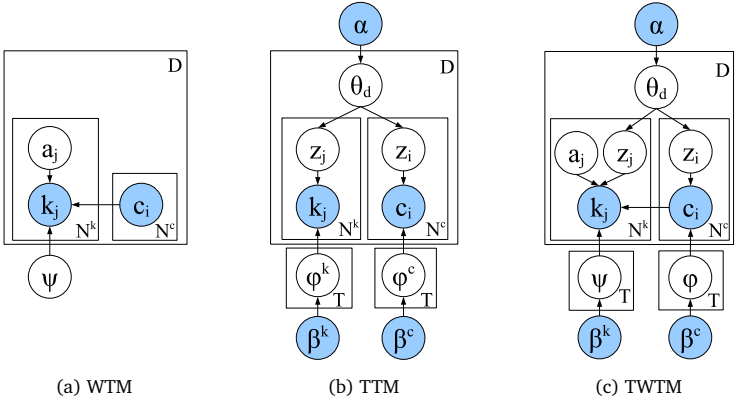 D
a_j
k_j
c_i
N^k
N^c
ψ
(a) WTM
α
D
θ_d
z_j
z_i
k_j
c_i
N^k
N^c
φ^k
φ^c
T
T
β^k
β^c
(b) TTM
α
D
θ_d
a_j
z_j
z_i
k_j
c_i
N^k
N^c
ψ
φ
T
T
β^k
β^c
(c) TWTM